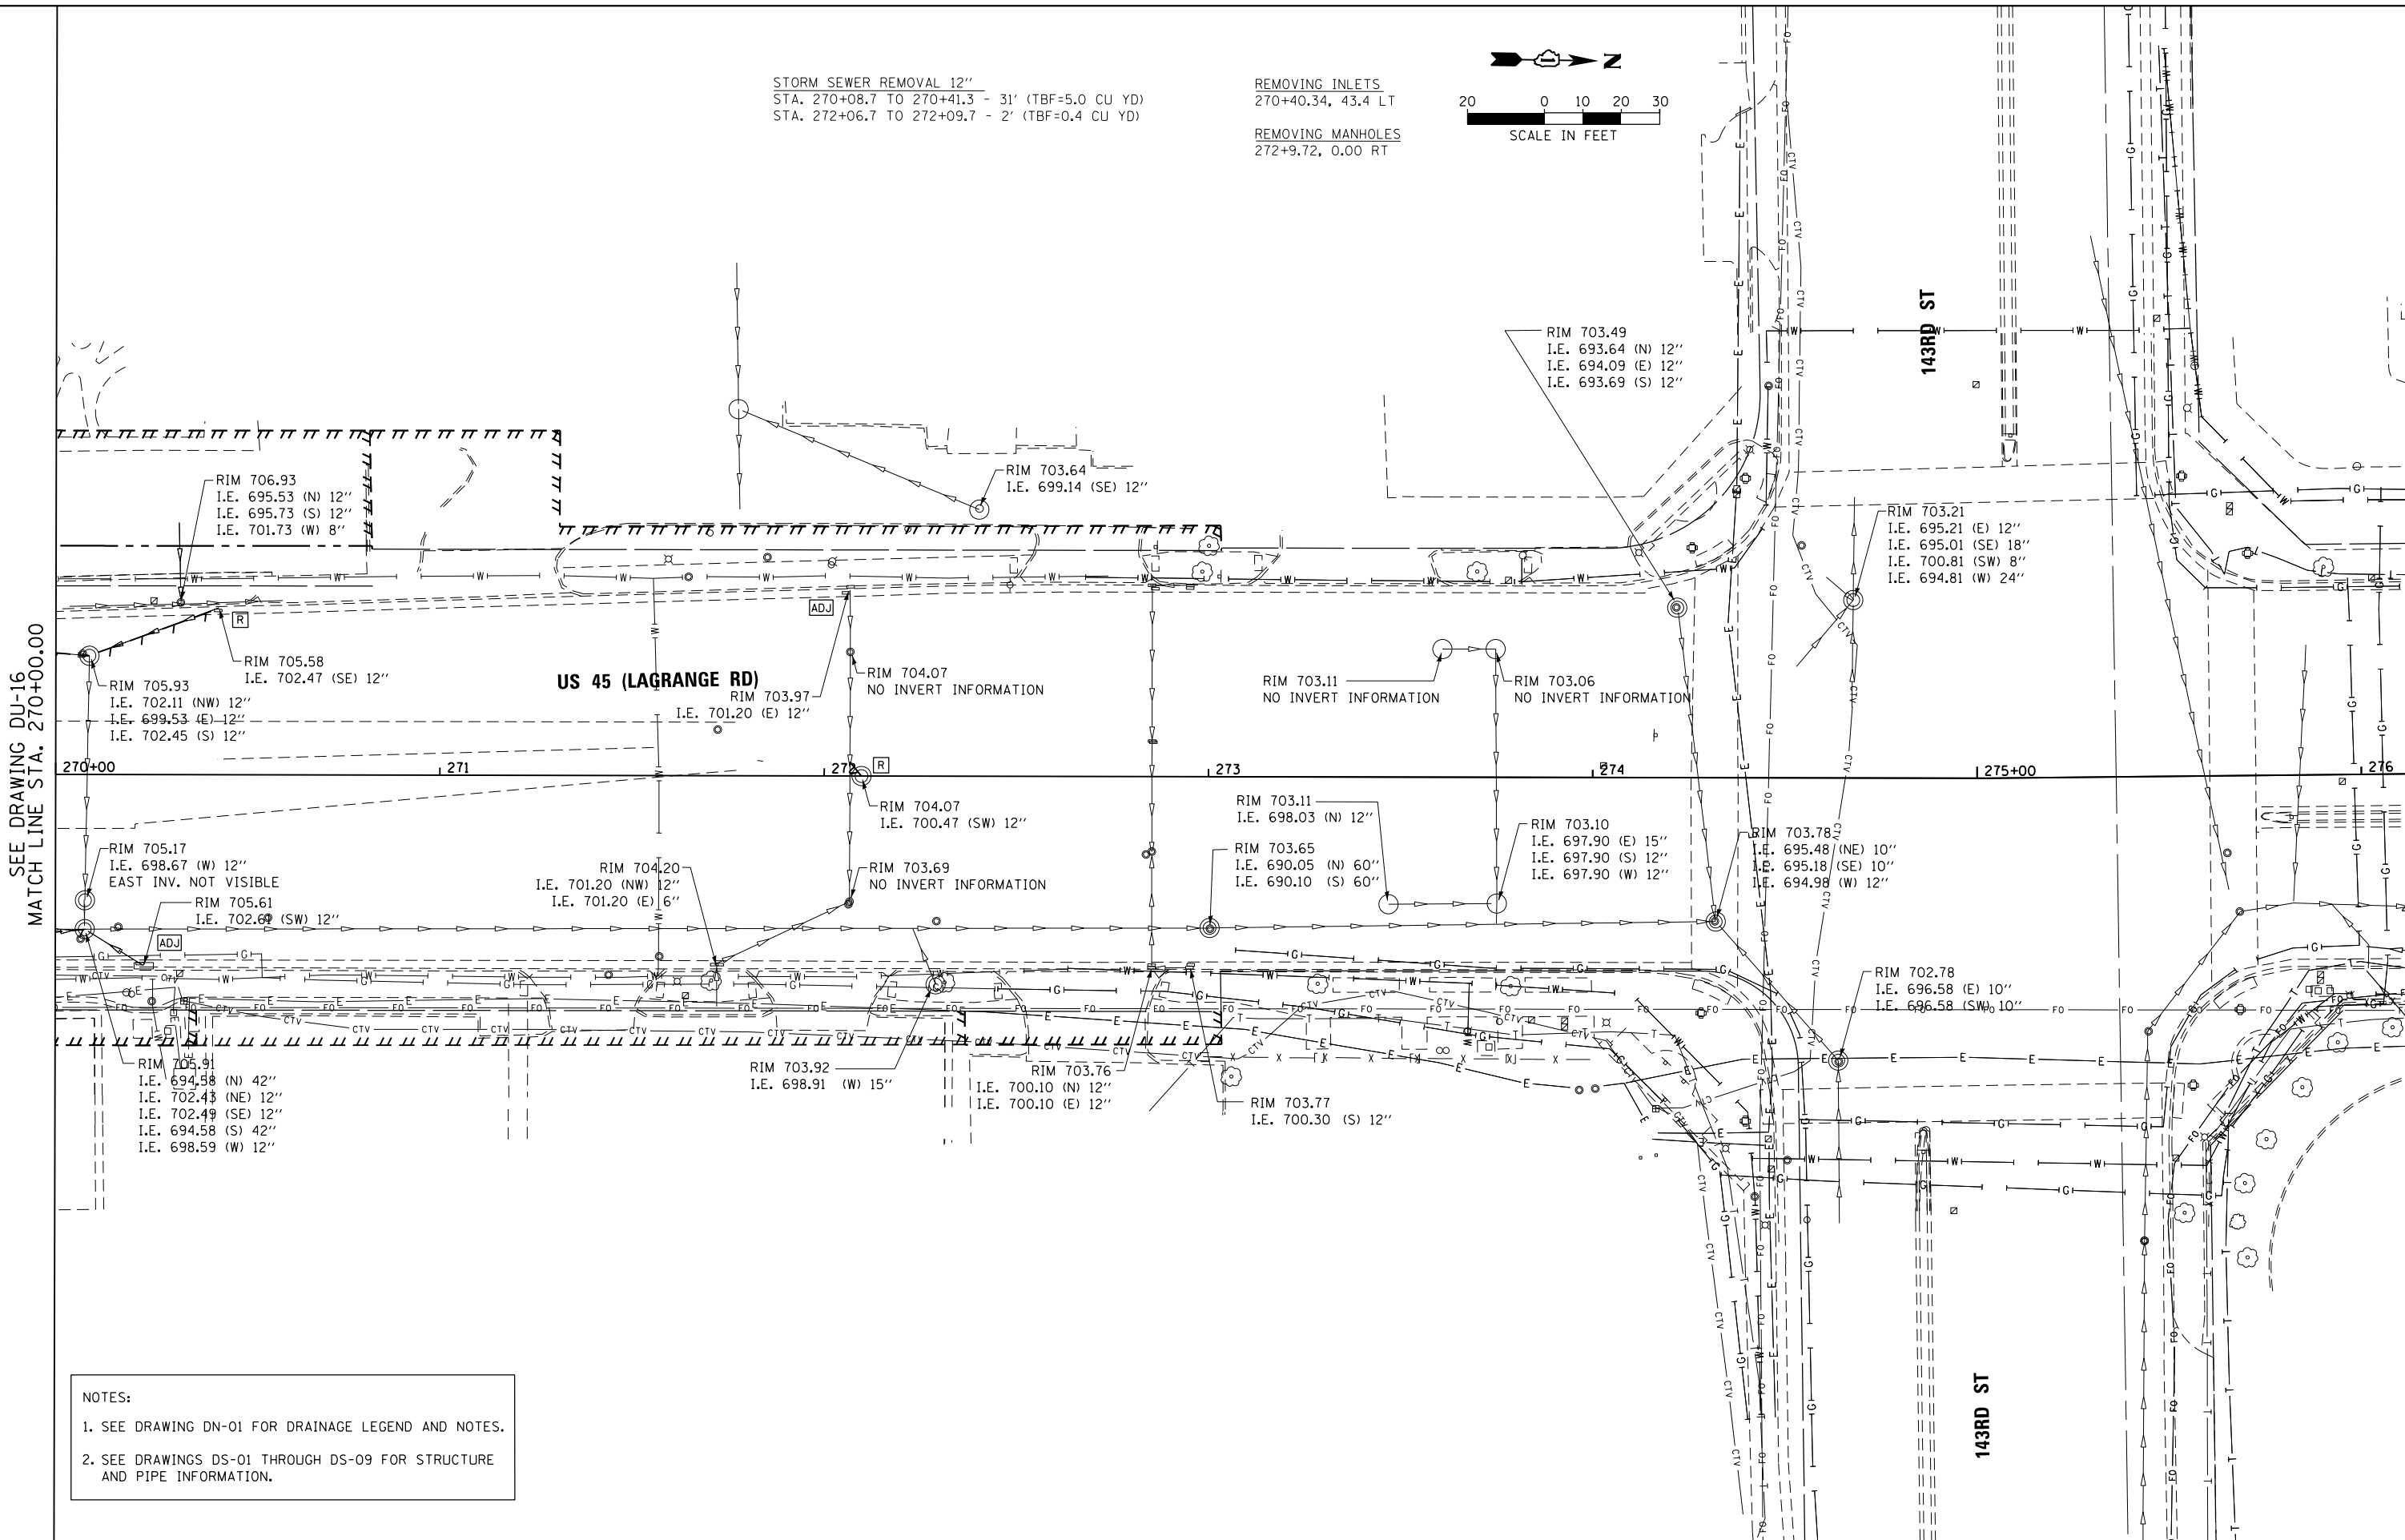 STORM SEWER REMOVAL 12''
STA. 270+08.7 TO 270+41.3 - 31' (TBF=5.0 CU YD)
STA. 272+06.7 TO 272+09.7 - 2' (TBF=0.4 CU YD)
REMOVING INLETS
270+40.34, 43.4 LT
REMOVING MANHOLES
272+9.72, 0.00 RT
N
20 0 10 20 30
SCALE IN FEET
SEE DRAWING DU-16
MATCH LINE STA. 270+00.00
143RD ST
RIM 703.49
I.E. 693.64 (N) 12''
I.E. 694.09 (E) 12''
I.E. 693.69 (S) 12''
RIM 706.93
I.E. 695.53 (N) 12''
I.E. 695.73 (S) 12''
I.E. 701.73 (W) 8''
RIM 703.64
I.E. 699.14 (SE) 12''
RIM 703.21
I.E. 695.21 (E) 12''
I.E. 695.01 (SE) 18''
I.E. 700.81 (SW) 8''
I.E. 694.81 (W) 24''
R
ADJ
RIM 705.58
I.E. 702.47 (SE) 12''
RIM 705.93
I.E. 702.11 (NW) 12''
I.E. 699.53 (E) 12''
I.E. 702.45 (S) 12''
US 45 (LAGRANGE RD)
RIM 703.97
I.E. 701.20 (E) 12''
RIM 704.07
NO INVERT INFORMATION
RIM 703.11
NO INVERT INFORMATION
RIM 703.06
NO INVERT INFORMATION
270+00 271 272 273 274 275+00 276
R
RIM 704.07
I.E. 700.47 (SW) 12''
RIM 703.11
I.E. 698.03 (N) 12''
RIM 703.65
I.E. 690.05 (N) 60''
I.E. 690.10 (S) 60''
RIM 703.10
I.E. 697.90 (E) 15''
I.E. 697.90 (S) 12''
I.E. 697.90 (W) 12''
RIM 703.78
I.E. 695.48 (NE) 10''
I.E. 695.18 (SE) 10''
I.E. 694.98 (W) 12''
RIM 705.17
I.E. 698.67 (W) 12''
EAST INV. NOT VISIBLE
RIM 705.61
I.E. 702.61 (SW) 12''
ADJ
RIM 704.20
I.E. 701.20 (NW) 12''
I.E. 701.20 (E) 6''
RIM 703.69
NO INVERT INFORMATION
RIM 702.78
I.E. 696.58 (E) 10''
I.E. 696.58 (SW) 10''
RIM 705.91
I.E. 694.58 (N) 42''
I.E. 702.43 (NE) 12''
I.E. 702.49 (SE) 12''
I.E. 694.58 (S) 42''
I.E. 698.59 (W) 12''
RIM 703.92
I.E. 698.91 (W) 15''
RIM 703.76
I.E. 700.10 (N) 12''
I.E. 700.10 (E) 12''
RIM 703.77
I.E. 700.30 (S) 12''
143RD ST
NOTES:
1. SEE DRAWING DN-01 FOR DRAINAGE LEGEND AND NOTES.
2. SEE DRAWINGS DS-01 THROUGH DS-09 FOR STRUCTURE
AND PIPE INFORMATION.